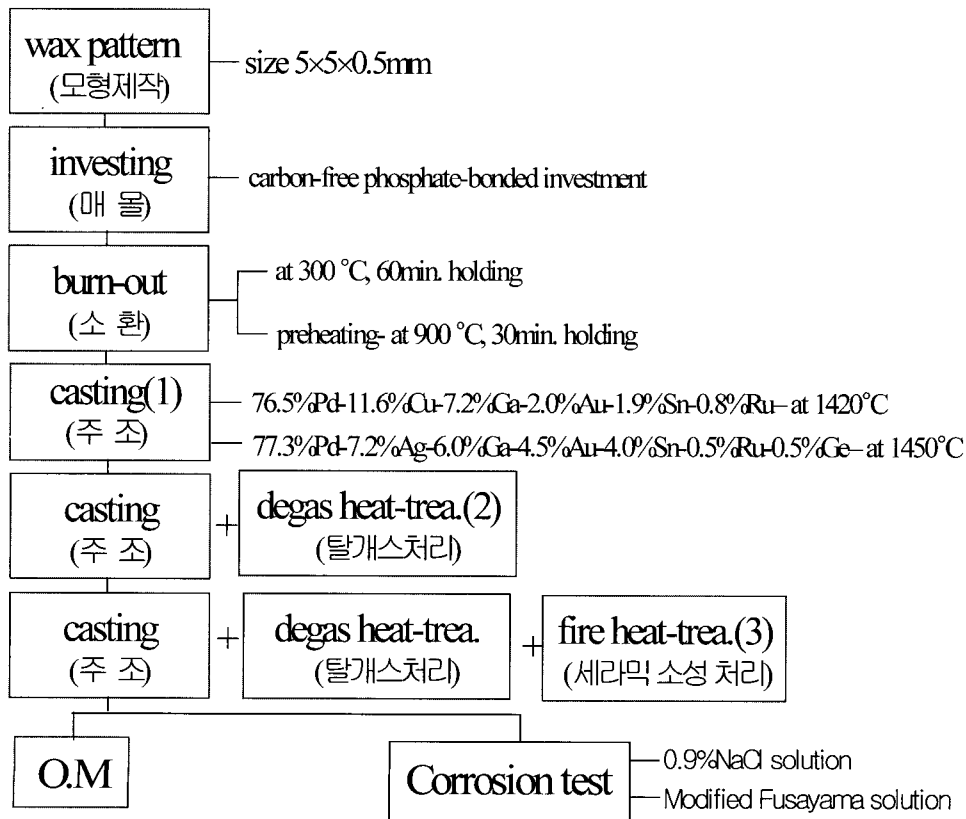 wax pattern
(모형제작)
size 5×5×0.5mm
investing
(매 몰)
carbon-free phosphate-bonded investment
burn-out
(소 환)
at 300 °C, 60min. holding
preheating- at 900 °C, 30min. holding
casting(1)
(주 조)
76.5%Pd-11.6%Cu-7.2%Ga-2.0%Au-1.9%Sn-0.8%Ru– at 1420°C
77.3%Pd-7.2%Ag-6.0%Ga-4.5%Au-4.0%Sn-0.5%Ru-0.5%Ge– at 1450°C
casting
(주 조)
+
degas heat-trea.(2)
(탈개스처리)
casting
(주 조)
+
degas heat-trea.
(탈개스처리)
+
fire heat-trea.(3)
(세라믹 소성 처리)
O.M
Corrosion test
0.9%NaCl solution
Modified Fusayama solution